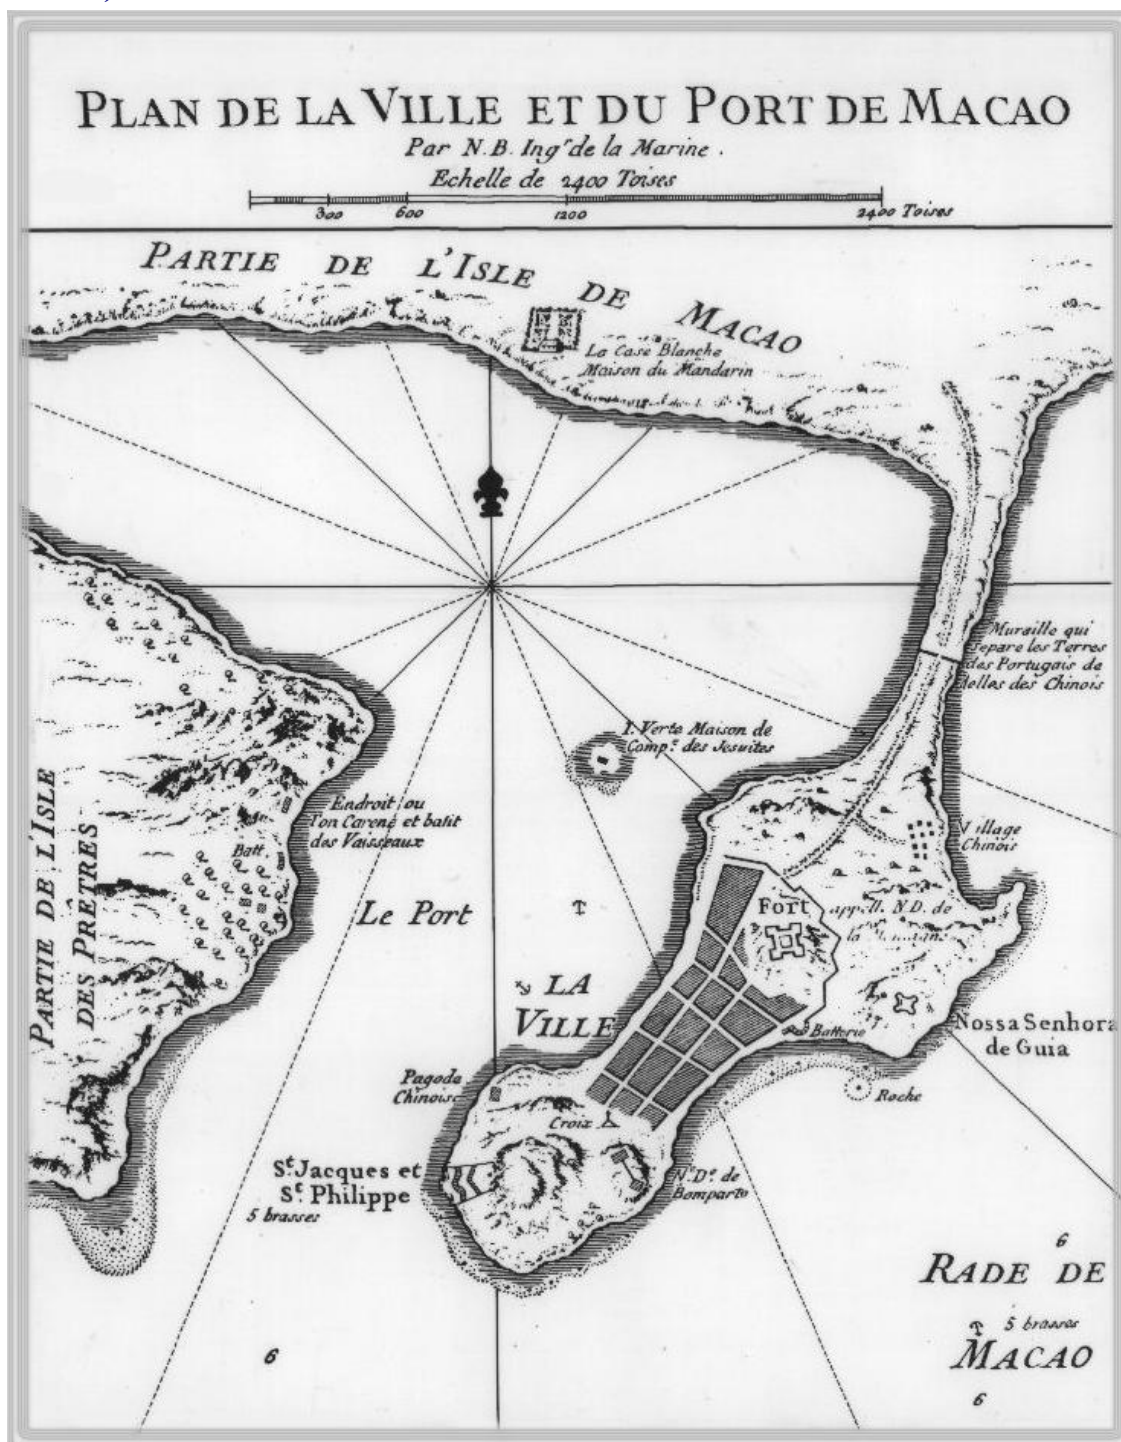 PLAN DE LA VILLE ET DU PORT DE MACAO
Par N.B. Ingr de la Marine .
Echelle de 2400 Toises
300 600 1200 2400 Toises
PARTIE DE L'ISLE DE MACAO
La Case Blanche
Maison du Mandarin
Muraille qui
separe les Terres
des Portugais de
celles des Chinois
I. Verte Maison de
Campe. des Jesuites
PARTIE DE L'ISLE
DES PRÊTRES
Endroit ou
l'on Carene et batit
des Vaisseaux
Batt.
Village
Chinois
Le Port
Fort
appell. N.D. de
la
LA
VILLE
Batterie
Nossa Senhora
de Guia
Roche
Pagode
Chinoise
Croix
St. Jacques et
St. Philippe
5 brasses
Ne. De. de
Bomparto
6
RADE DE
5 brasses
MACAO
6
6